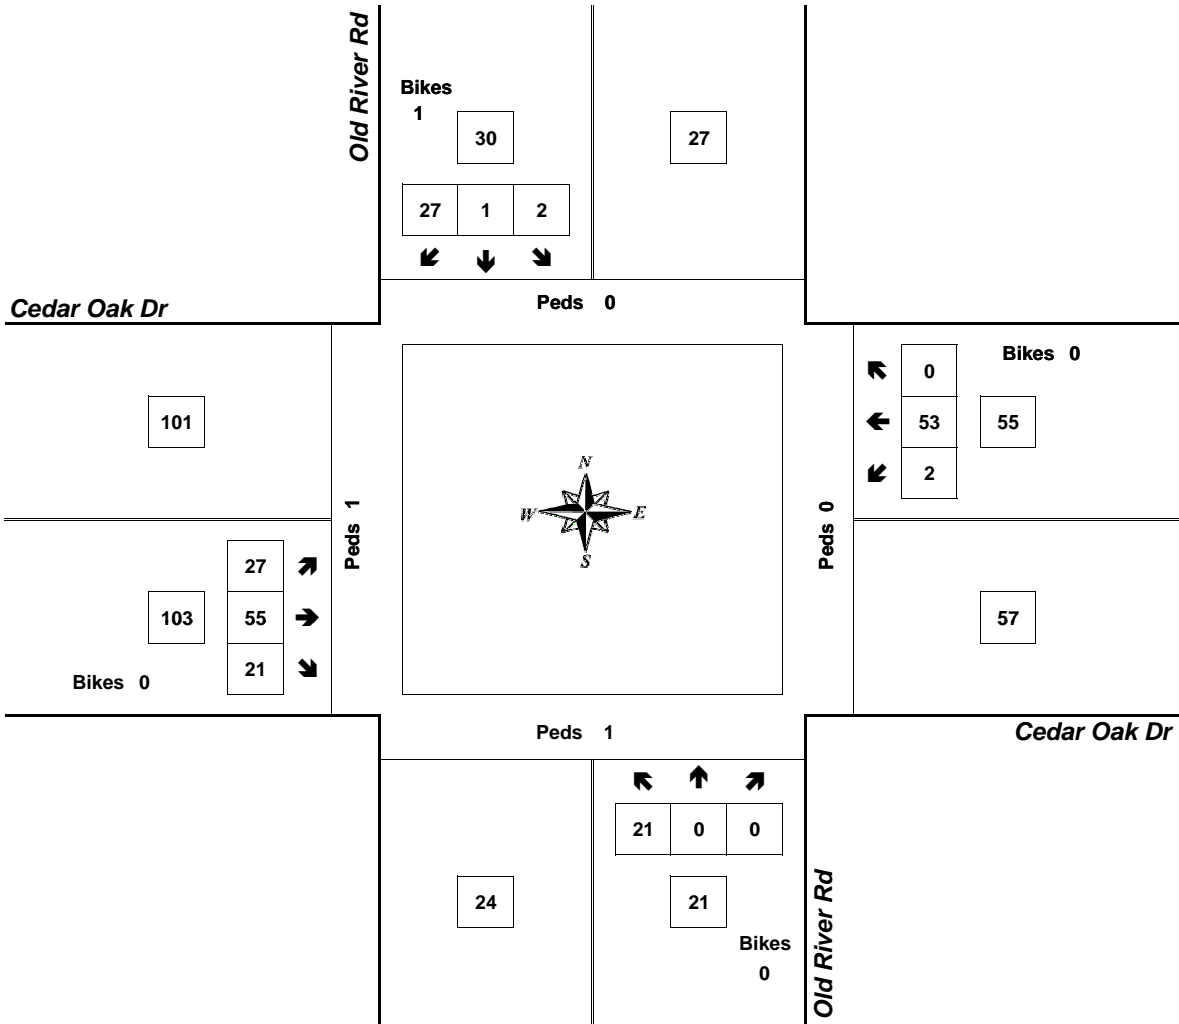 Old River Rd
Bikes
1
30
27
27 1 2
Peds 0
Cedar Oak Dr
Bikes 0
0
101
53 55
2
N
W E
S
Peds 1
Peds 0
27
103 55
57
21
Bikes 0
Peds 1
Cedar Oak Dr
21 0 0
24
21
Bikes
0
Old River Rd